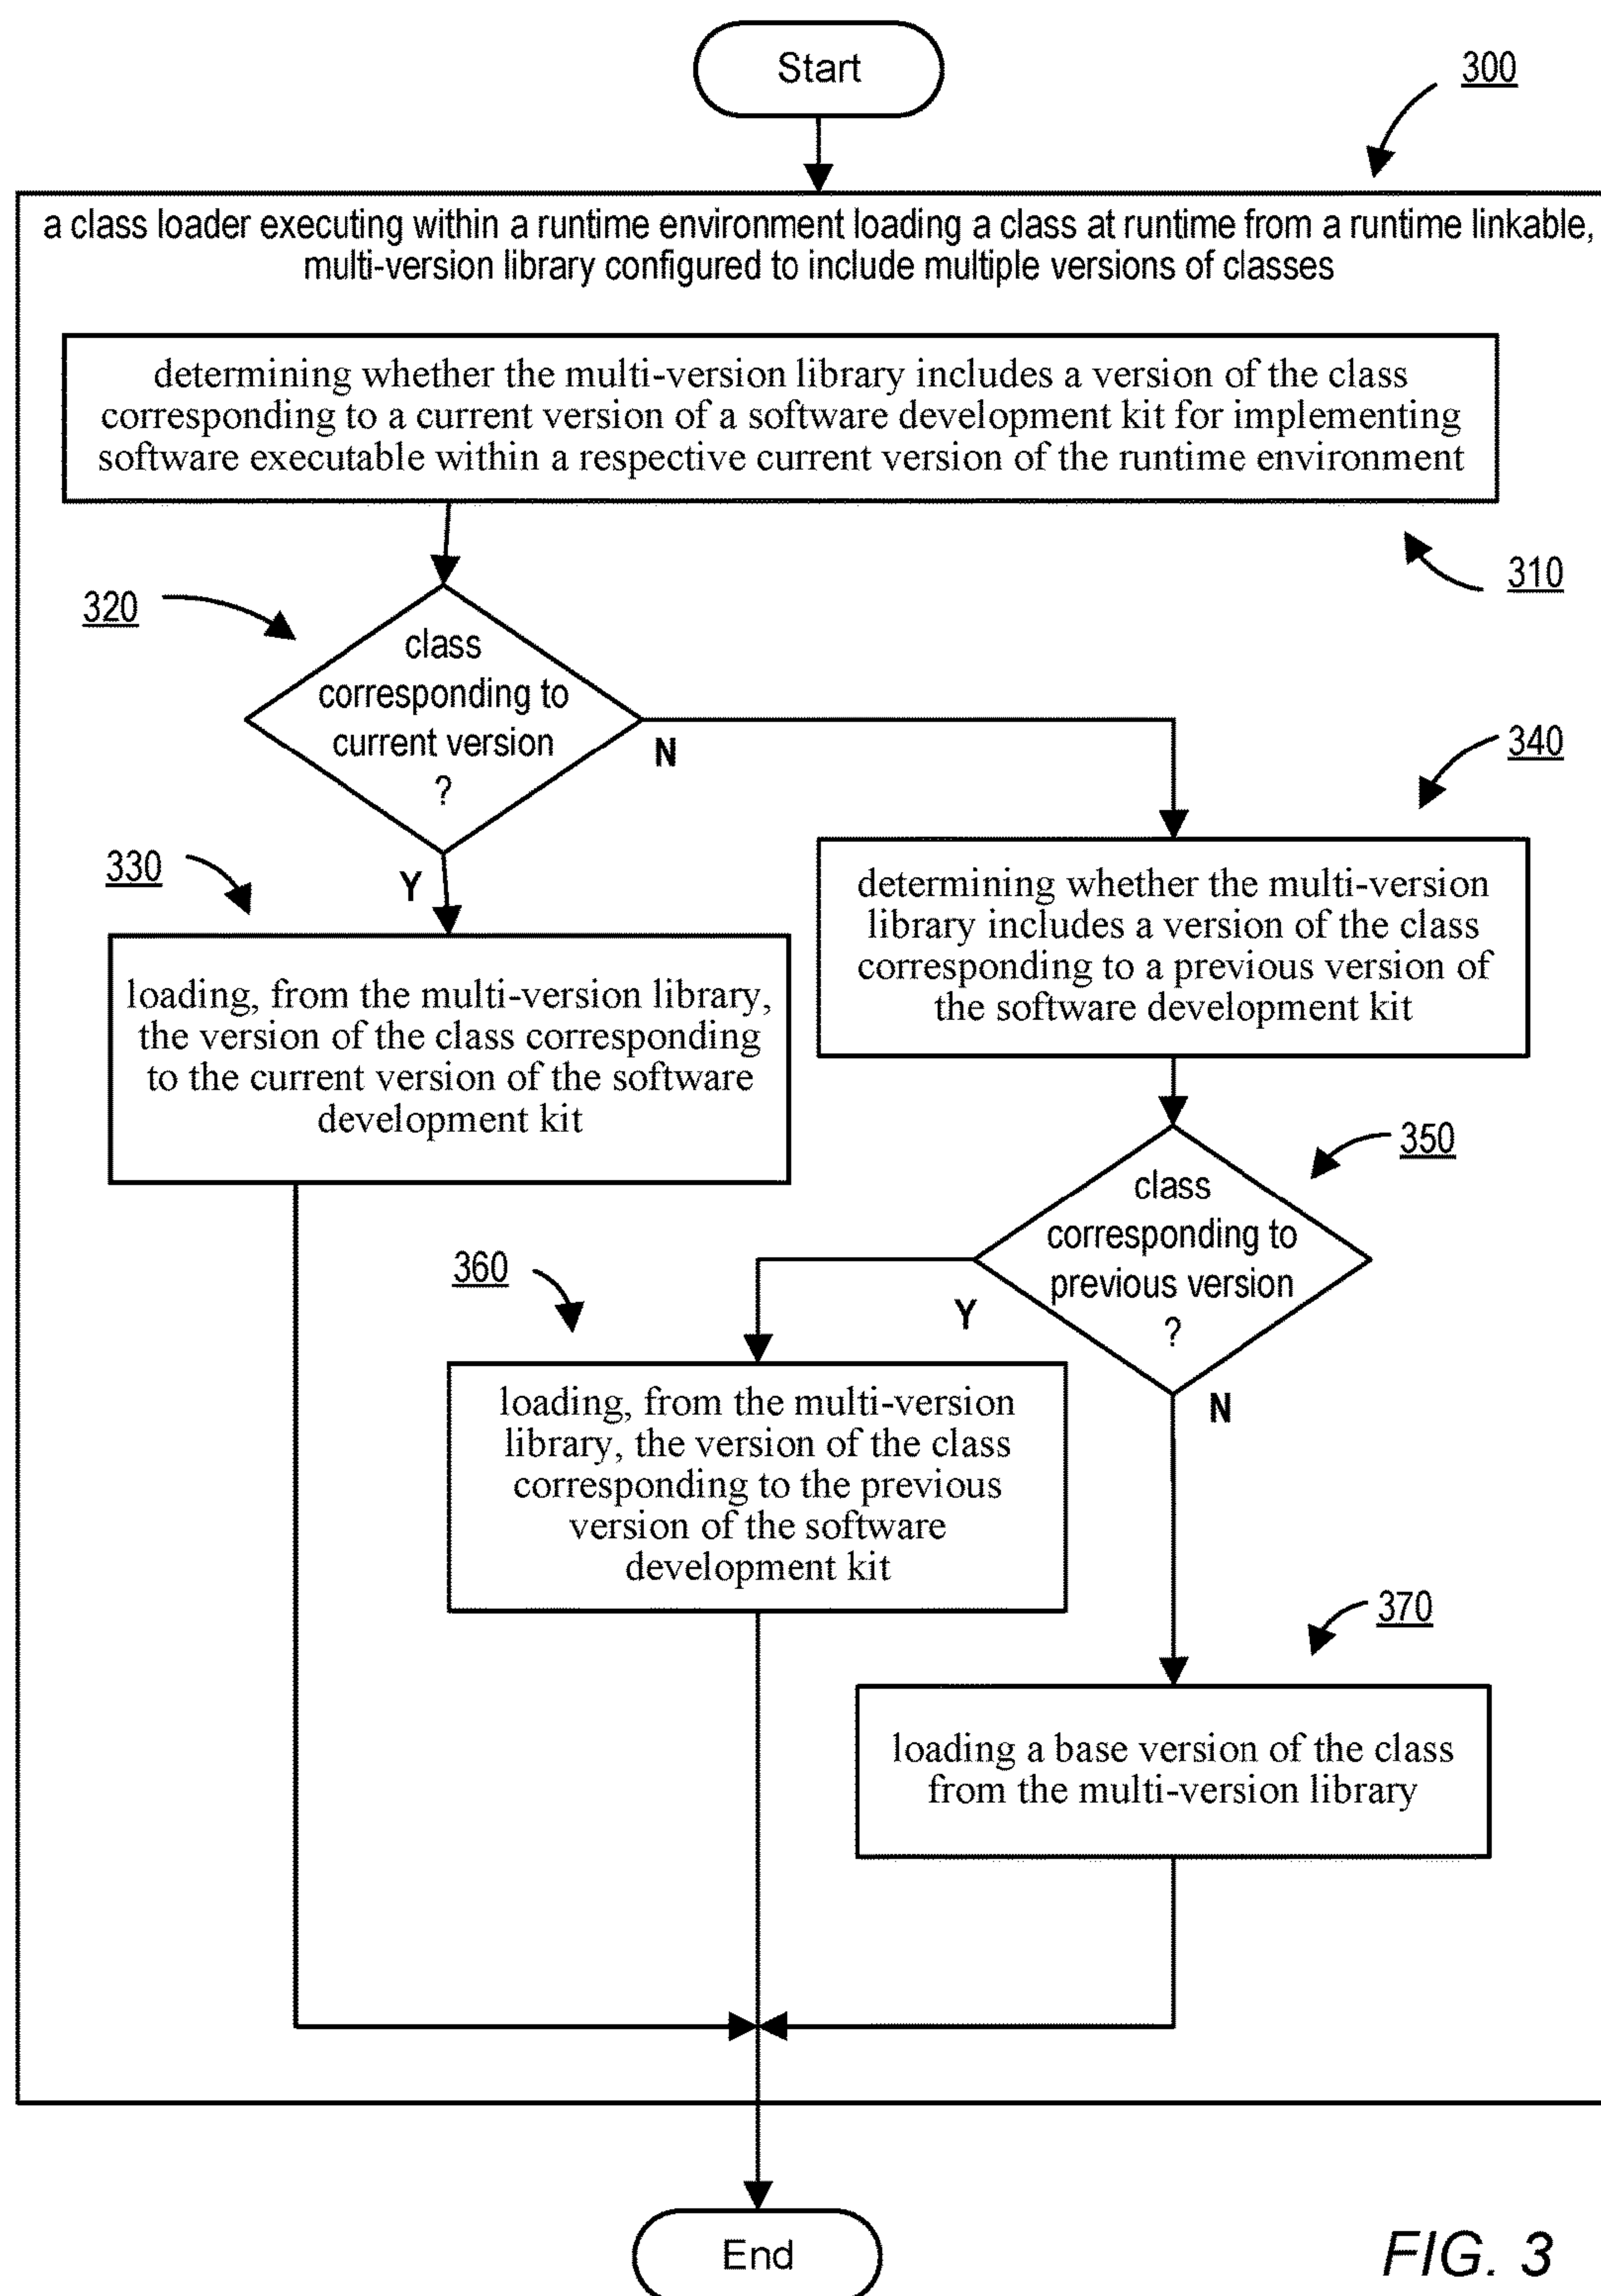 Start
300
a class loader executing within a runtime environment loading a class at runtime from a runtime linkable,
multi-version library configured to include multiple versions of classes
determining whether the multi-version library includes a version of the class
corresponding to a current version of a software development kit for implementing
software executable within a respective current version of the runtime environment
310
320
class
corresponding to
current version
?
N
Y
340
330
determining whether the multi-version
library includes a version of the class
corresponding to a previous version of
the software development kit
loading, from the multi-version library,
the version of the class corresponding
to the current version of the software
development kit
350
class
corresponding to
previous version
?
Y
N
360
loading, from the multi-version
library, the version of the class
corresponding to the previous
version of the software
development kit
370
loading a base version of the class
from the multi-version library
End
FIG. 3